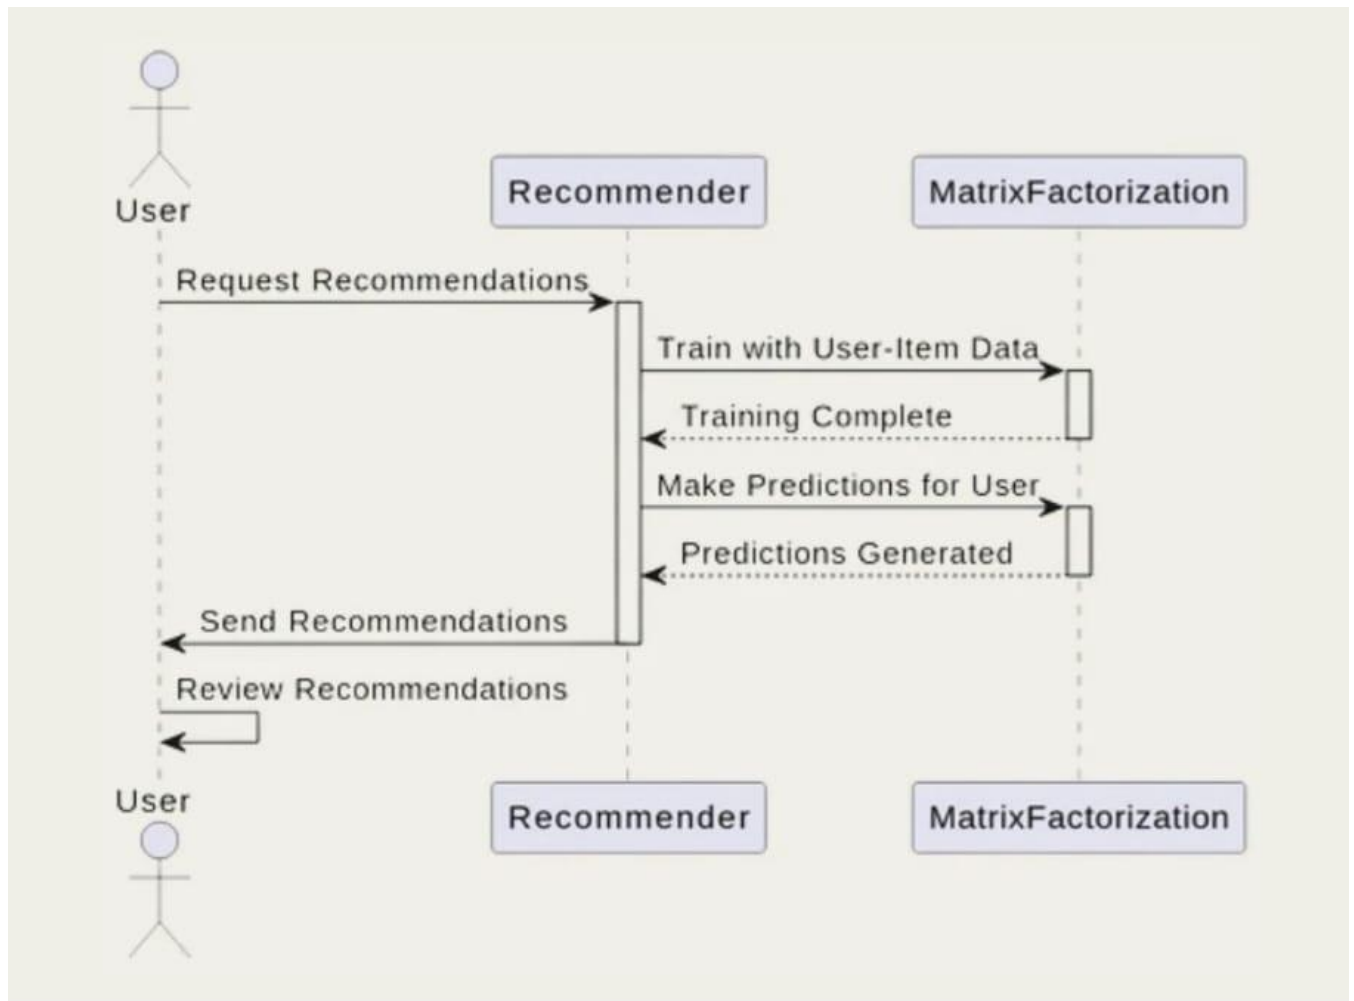 User
Recommender
MatrixFactorization
Request Recommendations
Train with User-Item Data
Training Complete
Make Predictions for User
Predictions Generated
Send Recommendations
Review Recommendations
User
Recommender
MatrixFactorization